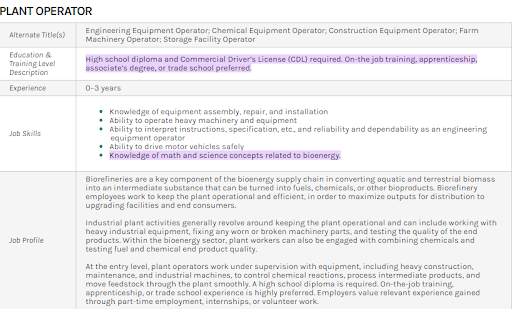 PLANT OPERATOR
Alternate Title(s)
Engineering Equipment Operator; Chemical Equipment Operator; Construction Equipment Operator; Farm
Machinery Operator; Storage Facility Operator
Education &
Training Level
Description
High school diploma and Commercial Driver's License (CDL) required. On-the job training, apprenticeship,
associate's degree, or trade school preferred.
Experience
0–3 years
Job Skills
• Knowledge of equipment assembly, repair, and installation
• Ability to operate heavy machinery and equipment
• Ability to interpret instructions, specification, etc., and reliability and dependability as an engineering
equipment operator
• Ability to drive motor vehicles safely
• Knowledge of math and science concepts related to bioenergy.
Job Profile
Biorefineries are a key component of the bioenergy supply chain in converting aquatic and terrestrial biomass
into an intermediate substance that can be turned into fuels, chemicals, or other bioproducts. Biorefinery
employees work to keep the plant operational and efficient, in order to maximize outputs for distribution to
upgrading facilities and end consumers.
Industrial plant activities generally revolve around keeping the plant operational and can include working with
heavy industrial equipment, fixing any worn or broken machinery parts, and testing the quality of the end
products. Within the bioenergy sector, plant workers can also be engaged with combining chemicals and
testing fuel and chemical end product quality.
At the entry level, plant operators work under supervision with equipment, including heavy construction,
maintenance, and industrial machines, to control chemical reactions, process intermediate products, and
move feedstock through the plant smoothly. A high school diploma is required. On-the-job training,
apprenticeship, or trade school experience is highly preferred. Employers value relevant experience gained
through part-time employment, internships, or volunteer work.